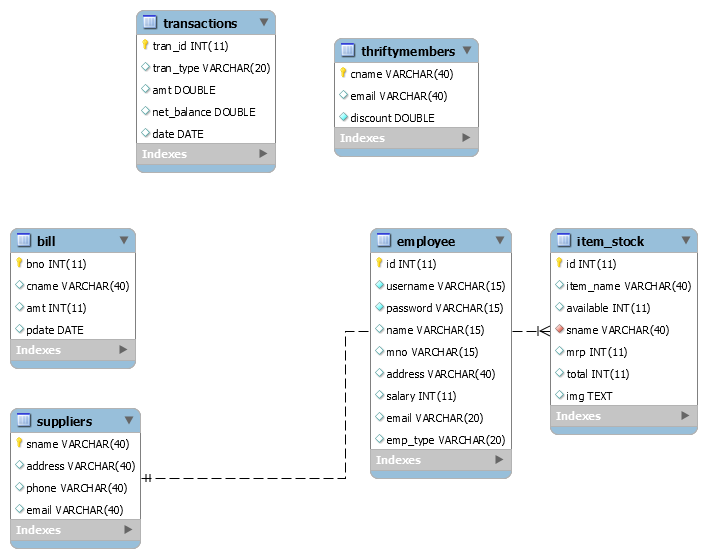 transactions
tran_id INT(11)
tran_type VARCHAR(20)
amt DOUBLE
net_balance DOUBLE
date DATE
Indexes
thriftymembers
cname VARCHAR(40)
email VARCHAR(40)
discount DOUBLE
Indexes
bill
bno INT(11)
cname VARCHAR(40)
amt INT(11)
pdate DATE
Indexes
employee
id INT(11)
username VARCHAR(15)
password VARCHAR(15)
name VARCHAR(15)
mno VARCHAR(15)
address VARCHAR(40)
salary INT(11)
email VARCHAR(20)
emp_type VARCHAR(20)
Indexes
item_stock
id INT(11)
item_name VARCHAR(40)
available INT(11)
sname VARCHAR(40)
mrp INT(11)
total INT(11)
img TEXT
Indexes
suppliers
sname VARCHAR(40)
address VARCHAR(40)
phone VARCHAR(40)
email VARCHAR(40)
Indexes